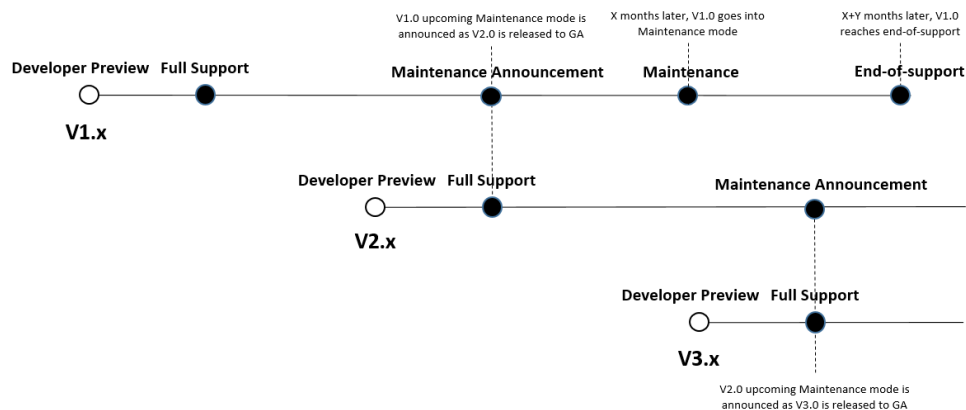 V1.0 upcoming Maintenance mode is
announced as V2.0 is released to GA
X months later, V1.0 goes into
Maintenance mode
X+Y months later, V1.0
reaches end-of-support
Developer Preview
Full Support
Maintenance Announcement
Maintenance
End-of-support
V1.x
Developer Preview
Full Support
Maintenance Announcement
V2.x
Developer Preview
Full Support
V3.x
V2.0 upcoming Maintenance mode is
announced as V3.0 is released to GA